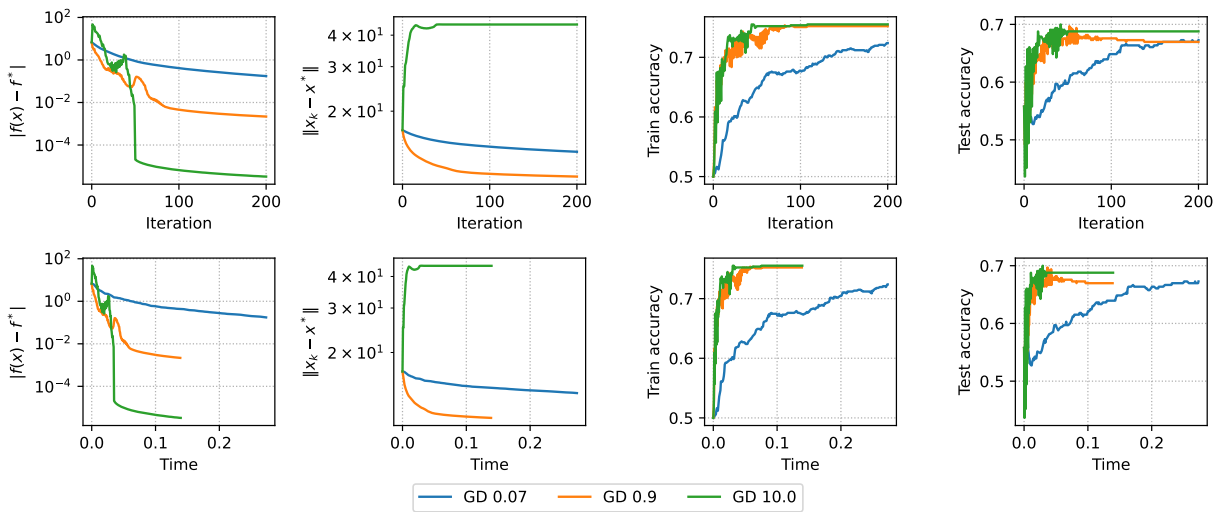 10²
10⁰
10⁻²
10⁻⁴
|f(x) − f*|
0 100 200
Iteration
4 × 10¹
3 × 10¹
2 × 10¹
‖x_k − x*‖
0 100 200
Iteration
0.7
0.6
0.5
Train accuracy
0 100 200
Iteration
0.7
0.6
0.5
Test accuracy
0 100 200
Iteration
10²
10⁰
10⁻²
10⁻⁴
|f(x) − f*|
0.0 0.1 0.2
Time
4 × 10¹
3 × 10¹
2 × 10¹
‖x_k − x*‖
0.0 0.1 0.2
Time
0.7
0.6
0.5
Train accuracy
0.0 0.1 0.2
Time
0.7
0.6
0.5
Test accuracy
0.0 0.1 0.2
Time
GD 0.07 GD 0.9 GD 10.0